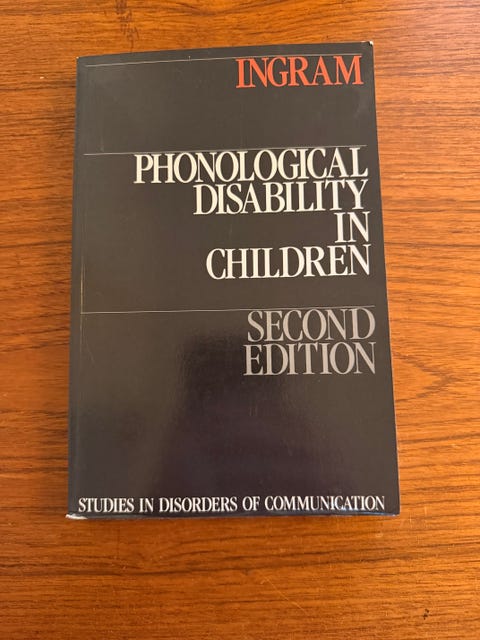 INGRAM
PHONOLOGICAL
DISABILITY
IN
CHILDREN
SECOND
EDITION
STUDIES IN DISORDERS OF COMMUNICATION